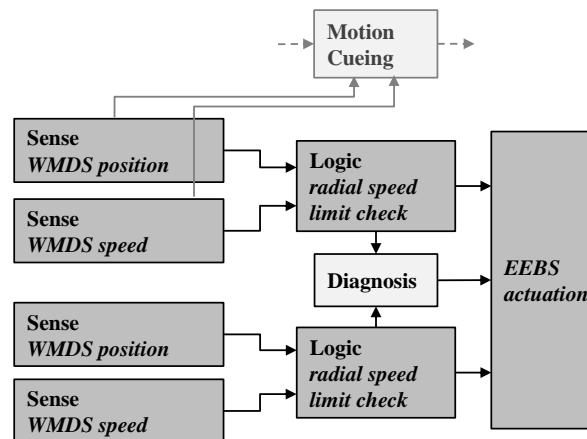 Motion
Cueing
Sense
WMDS position
Sense
WMDS speed
Logic
radial speed
limit check
Diagnosis
EEBS
actuation
Sense
WMDS position
Sense
WMDS speed
Logic
radial speed
limit check